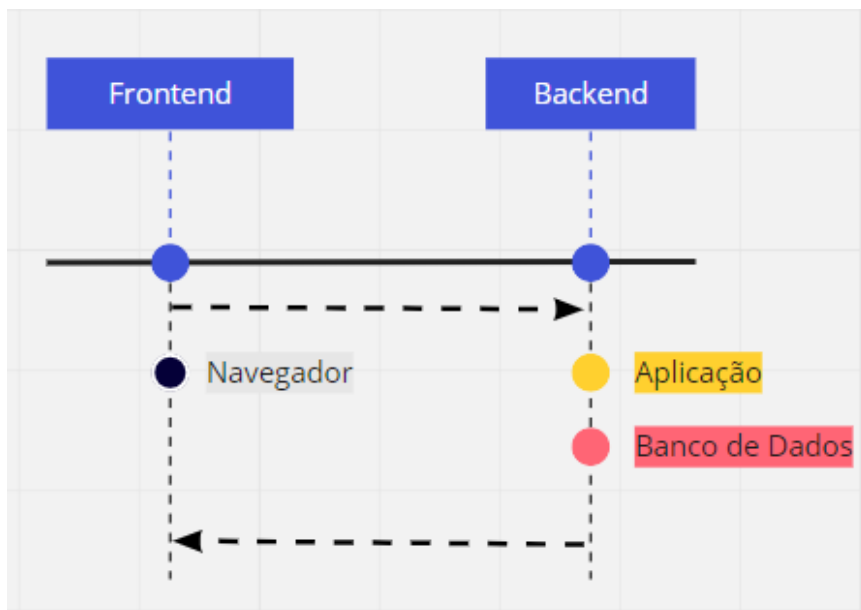 Frontend
Backend
Navegador
Aplicação
Banco de Dados